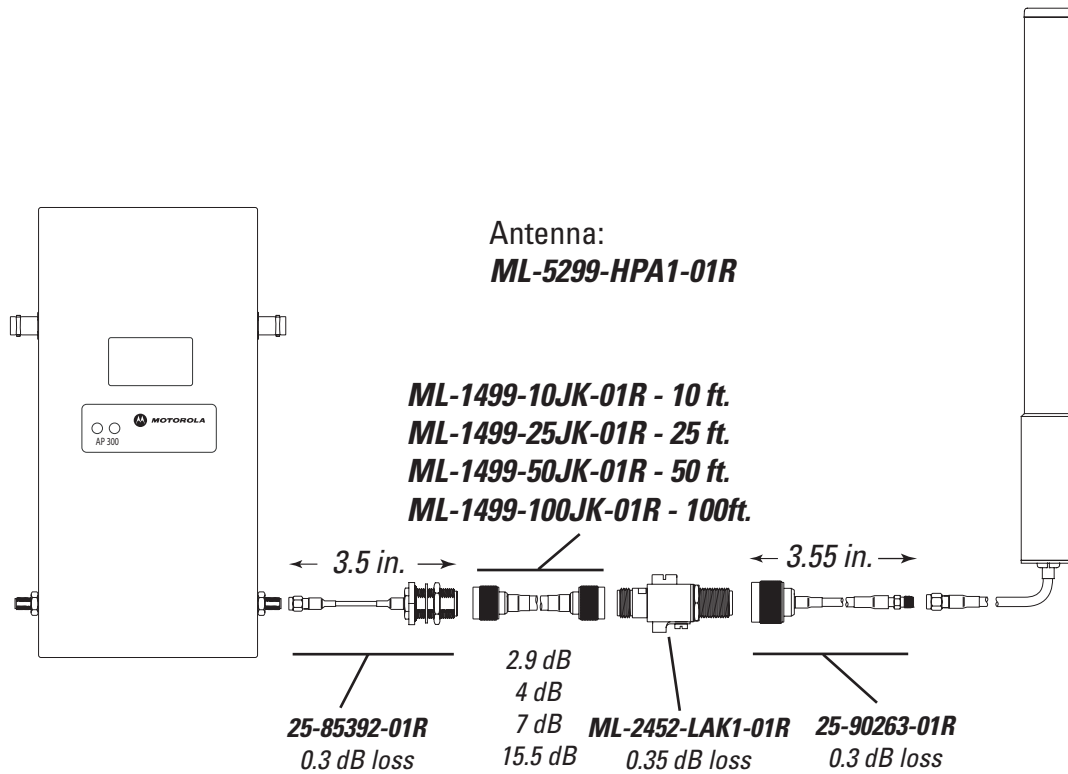 Antenna:
ML-5299-HPA1-01R
MOTOROLA
AP 300
ML-1499-10JK-01R - 10 ft.
ML-1499-25JK-01R - 25 ft.
ML-1499-50JK-01R - 50 ft.
ML-1499-100JK-01R - 100ft.
3.5 in.
3.55 in.
25-85392-01R
0.3 dB loss
2.9 dB
4 dB
7 dB
15.5 dB
ML-2452-LAK1-01R
0.35 dB loss
25-90263-01R
0.3 dB loss